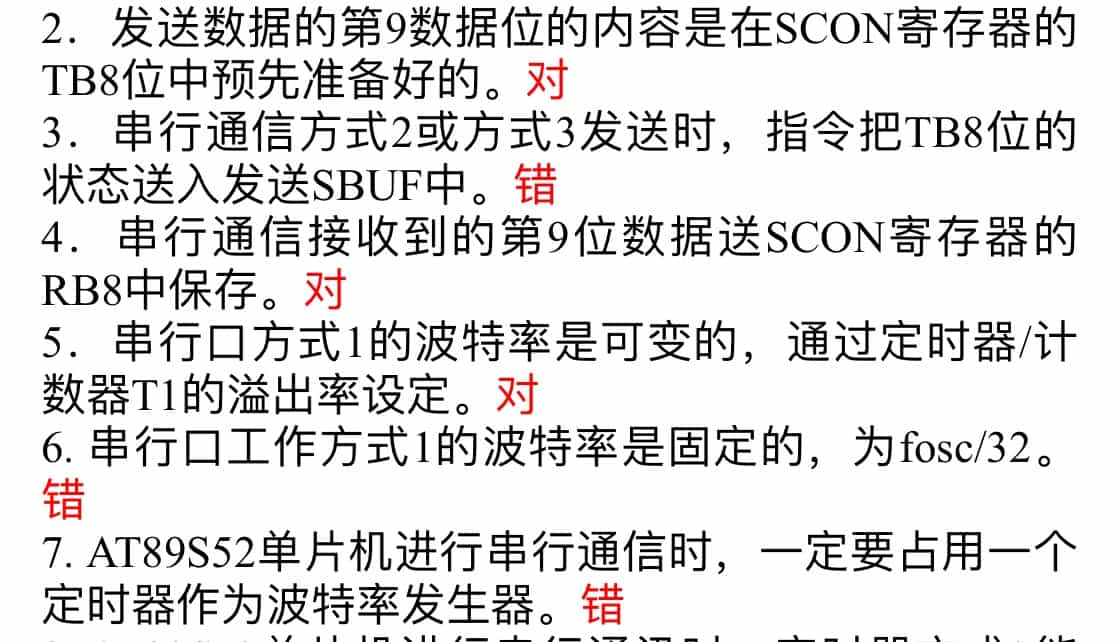 2．发送数据的第9数据位的内容是在SCON寄存器的
TB8位中预先准备好的。对
3．串行通信方式2或方式3发送时，指令把TB8位的
状态送入发送SBUF中。错
4．串行通信接收到的第9位数据送SCON寄存器的
RB8中保存。对
5．串行口方式1的波特率是可变的，通过定时器/计
数器T1的溢出率设定。对
6. 串行口工作方式1的波特率是固定的，为fosc/32。
错
7. AT89S52单片机进行串行通信时，一定要占用一个
定时器作为波特率发生器。错